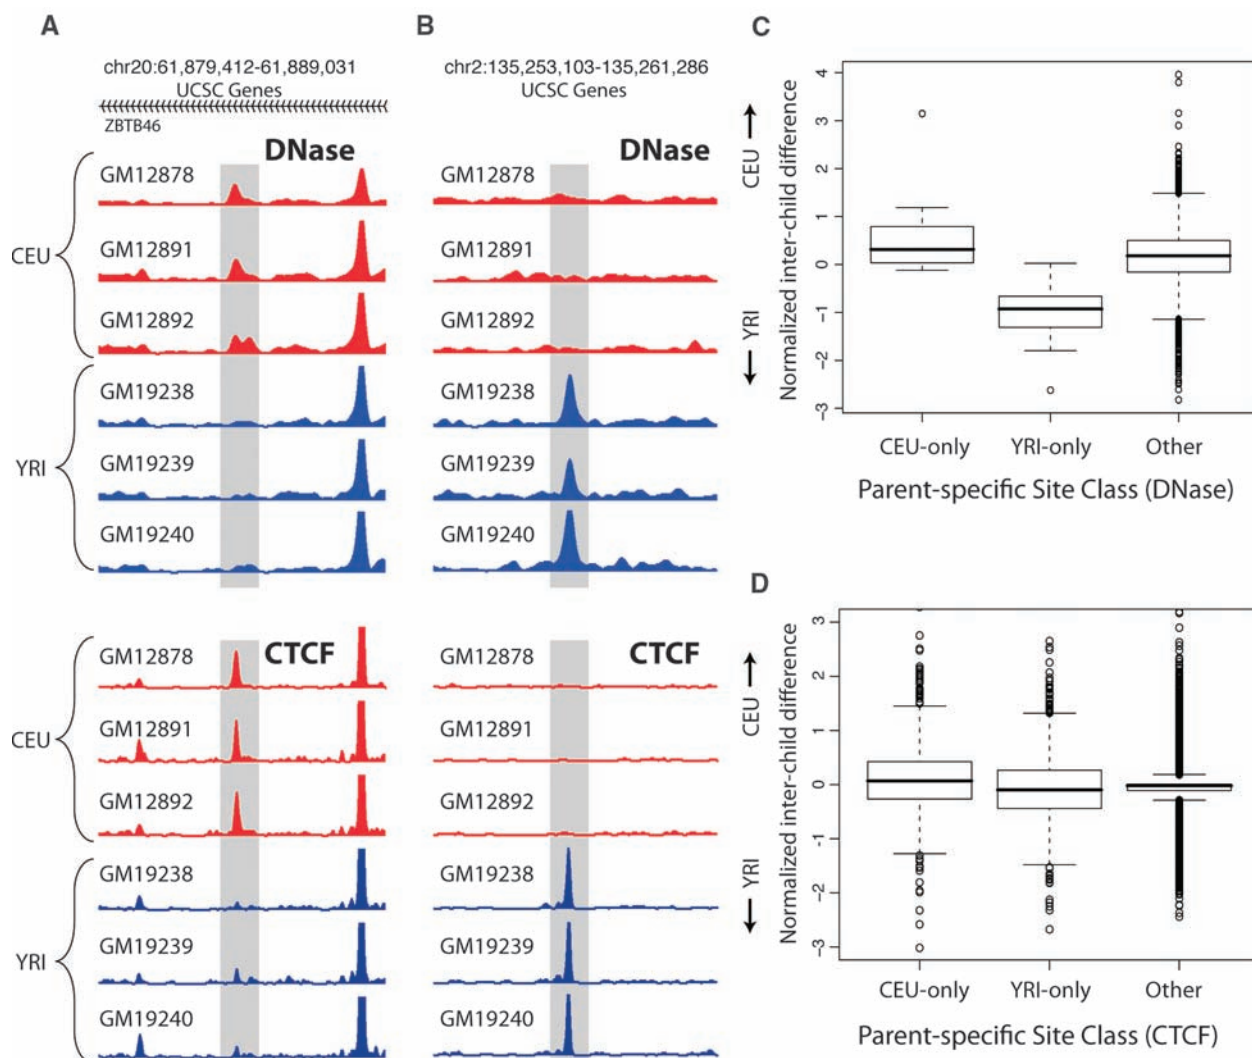 A
chr20:61,879,412-61,889,031
UCSC Genes
ZBTB46
DNase
CEU
GM12878
GM12891
GM12892
YRI
GM19238
GM19239
GM19240
CTCF
CEU
GM12878
GM12891
GM12892
YRI
GM19238
GM19239
GM19240
B
chr2:135,253,103-135,261,286
UCSC Genes
DNase
GM12878
GM12891
GM12892
GM19238
GM19239
GM19240
CTCF
GM12878
GM12891
GM12892
GM19238
GM19239
GM19240
C
YRI CEU
Normalized inter-child difference
4
3
2
1
0
-1
-2
-3
CEU-only YRI-only Other
Parent-specific Site Class (DNase)
D
YRI CEU
Normalized inter-child difference
3
2
1
0
-1
-2
-3
CEU-only YRI-only Other
Parent-specific Site Class (CTCF)